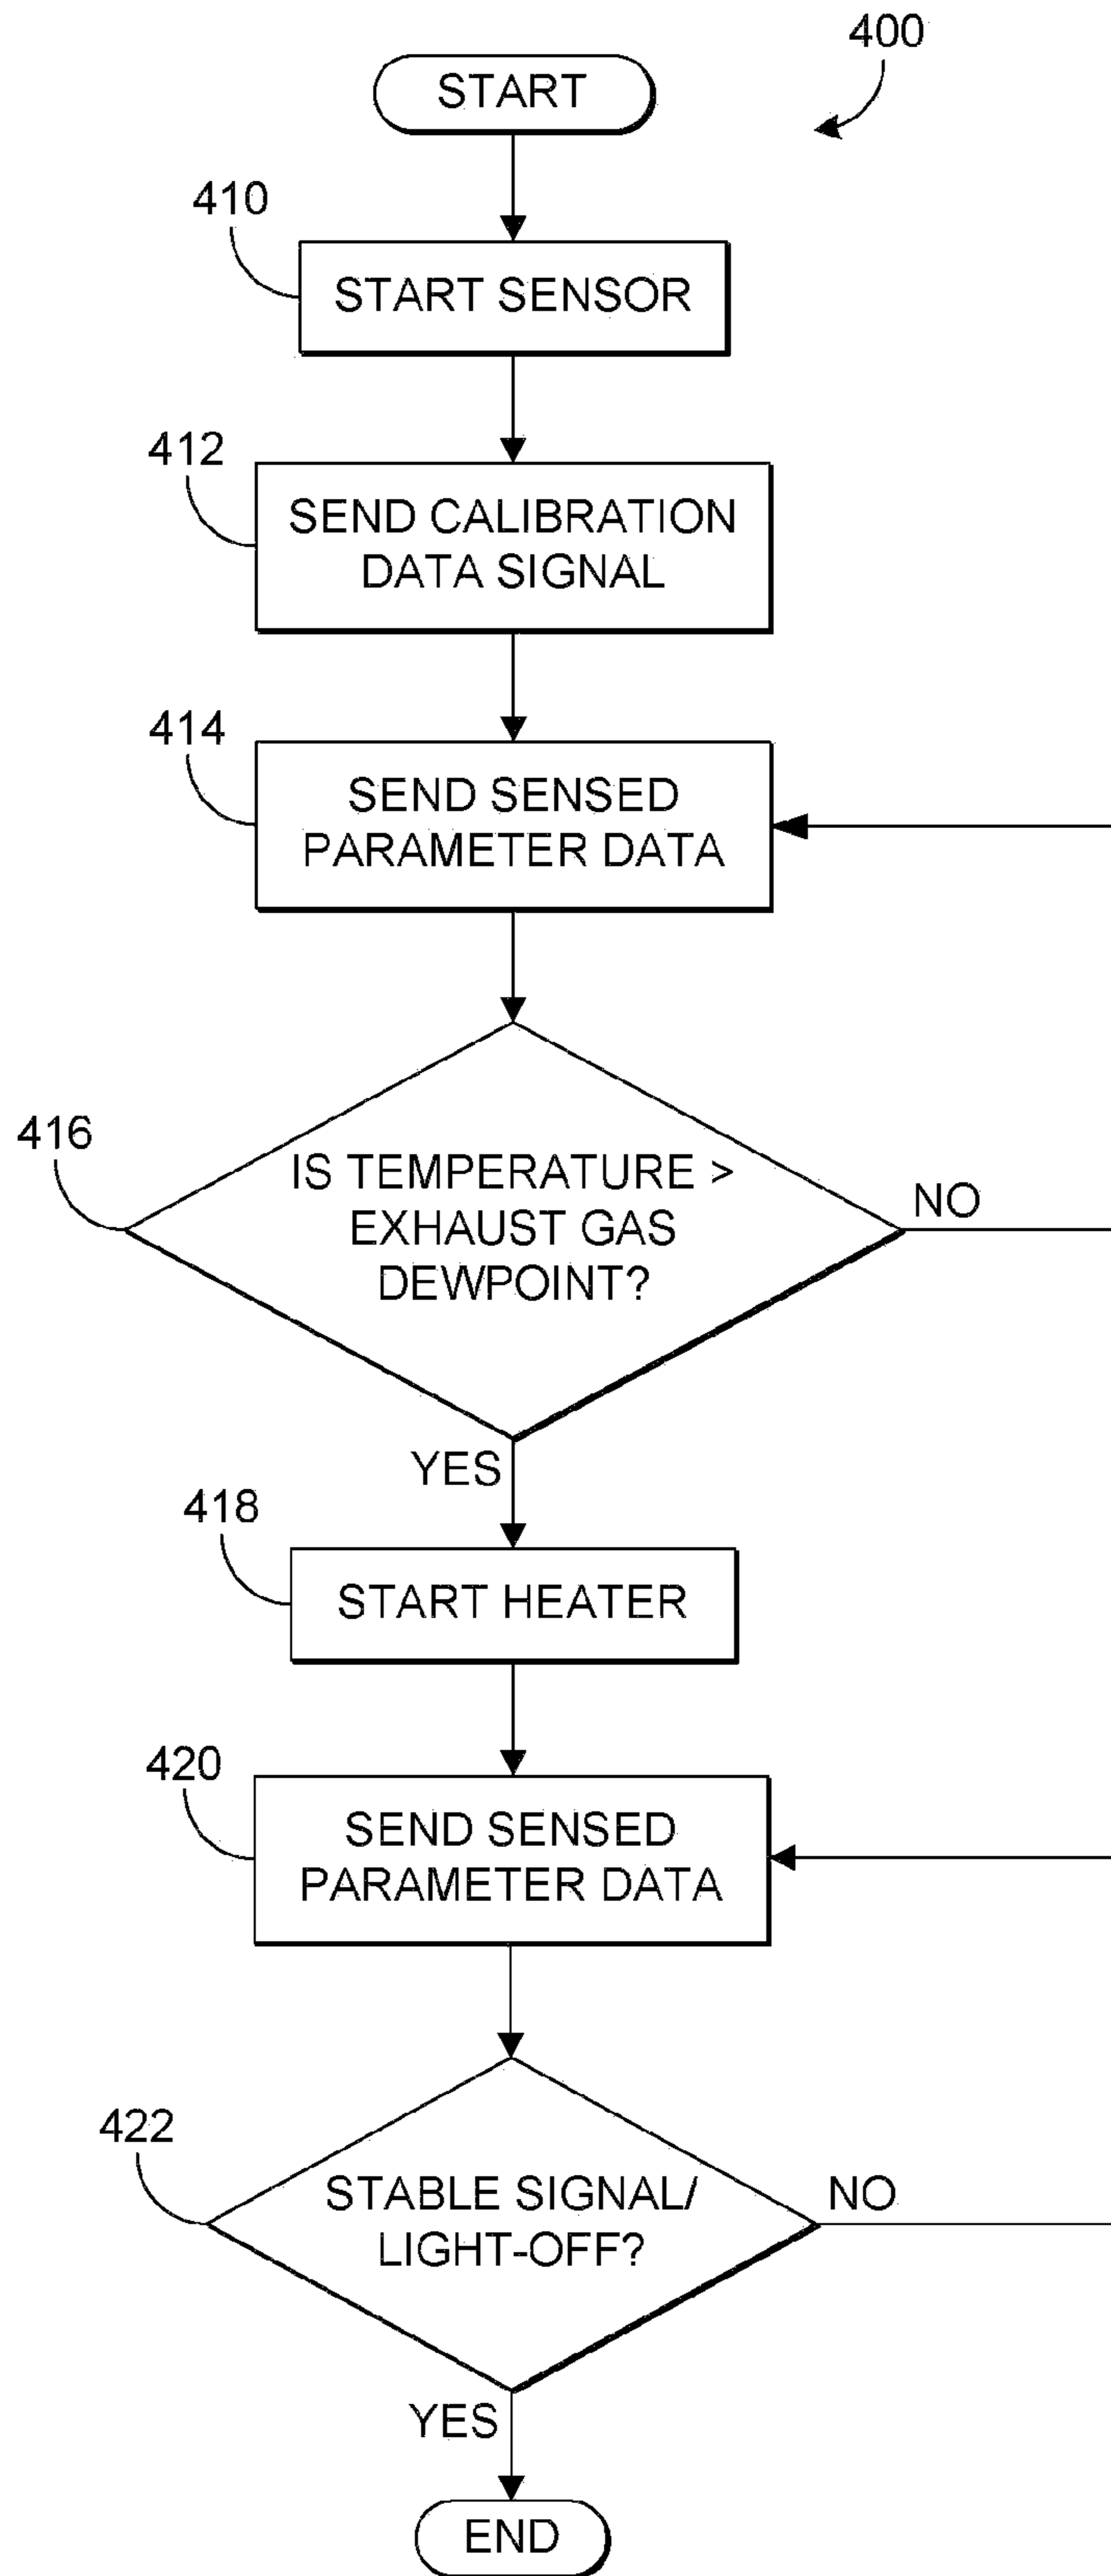 400
START
410
START SENSOR
412
SEND CALIBRATION
DATA SIGNAL
414
SEND SENSED
PARAMETER DATA
416
IS TEMPERATURE >
EXHAUST GAS
DEWPOINT?
NO
YES
418
START HEATER
420
SEND SENSED
PARAMETER DATA
422
STABLE SIGNAL/
LIGHT-OFF?
NO
YES
END